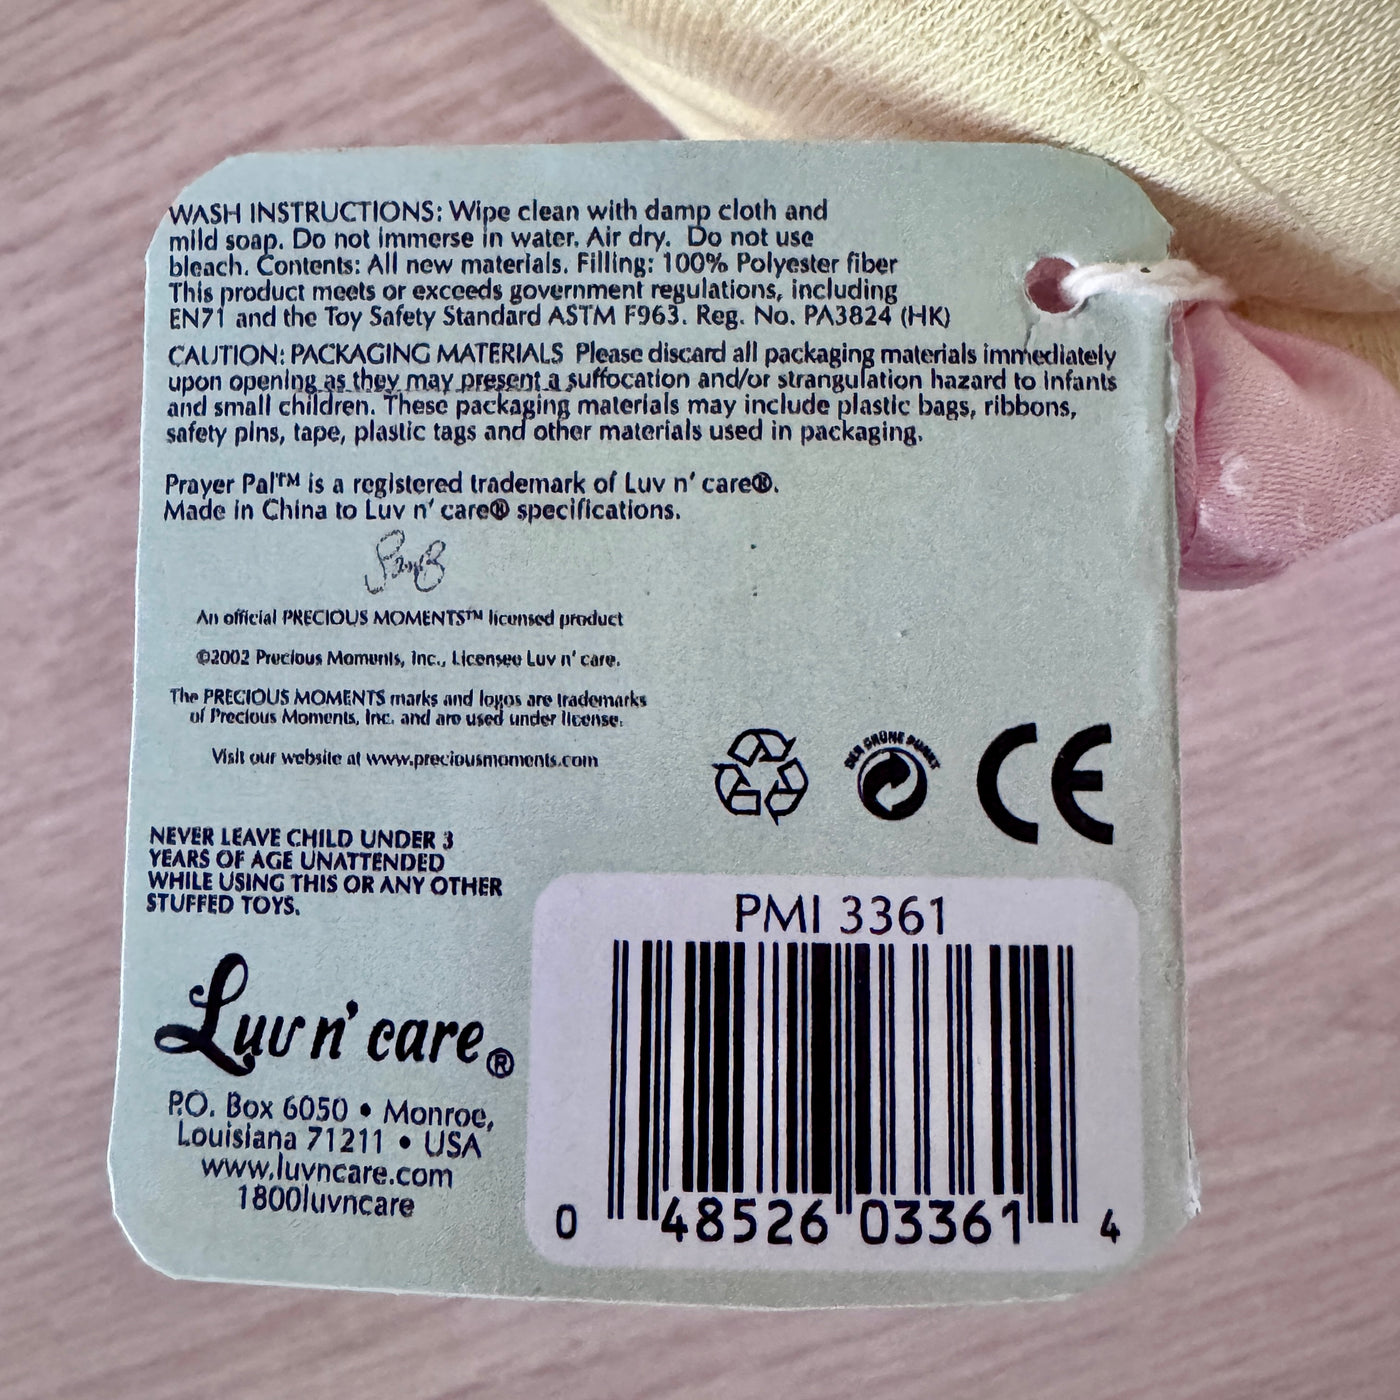 WASH INSTRUCTIONS: Wipe clean with damp cloth and
mild soap. Do not immerse in water. Air dry. Do not use
bleach. Contents: All new materials. Filling: 100% Polyester fiber
This product meets or exceeds government regulations, including
EN71 and the Toy Safety Standard ASTM F963. Reg. No. PA3824 (HK)
CAUTION: PACKAGING MATERIALS Please discard all packaging materials immediately
upon opening as they may present a suffocation and/or strangulation hazard to infants
and small children. These packaging materials may include plastic bags, ribbons,
safety pins, tape, plastic tags and other materials used in packaging.
Prayer Pal™ is a registered trademark of Luv n' care®.
Made in China to Luv n' care® specifications.
An official PRECIOUS MOMENTS™ licensed product
©2002 Precious Moments, Inc., Licensee Luv n' care.
The PRECIOUS MOMENTS marks and logos are trademarks
of Precious Moments, Inc. and are used under license.
Visit our website at www.preciousmoments.com
DER GRÜNE PUNKT
CE
NEVER LEAVE CHILD UNDER 3
YEARS OF AGE UNATTENDED
WHILE USING THIS OR ANY OTHER
STUFFED TOYS.
Luv n' care®
P.O. Box 6050 • Monroe,
Louisiana 71211 • USA
www.luvncare.com
1800luvncare
PMI 3361
0 48526 03361 4